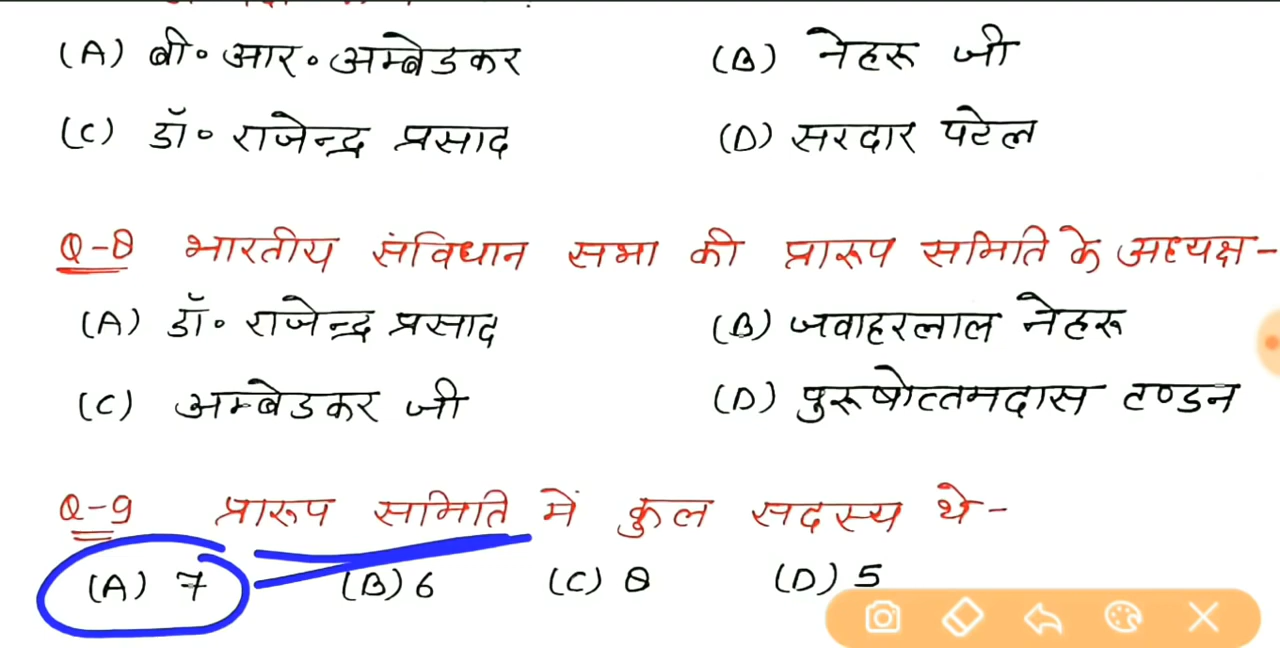 (A) बी॰ आर॰ अम्बेडकर (B) नेहरू जी
(C) डॉ॰ राजेन्द्र प्रसाद (D) सरदार पटेल
Q-8 भारतीय संविधान सभा की प्रारूप समिति के अध्यक्ष-
(A) डॉ॰ राजेन्द्र प्रसाद (B) जवाहरलाल नेहरू
(C) अम्बेडकर जी (D) पुरूषोत्तमदास टण्डन
Q-9 प्रारूप समिति में कुल सदस्य थे-
(A) 7 (B) 6 (C) 8 (D) 5